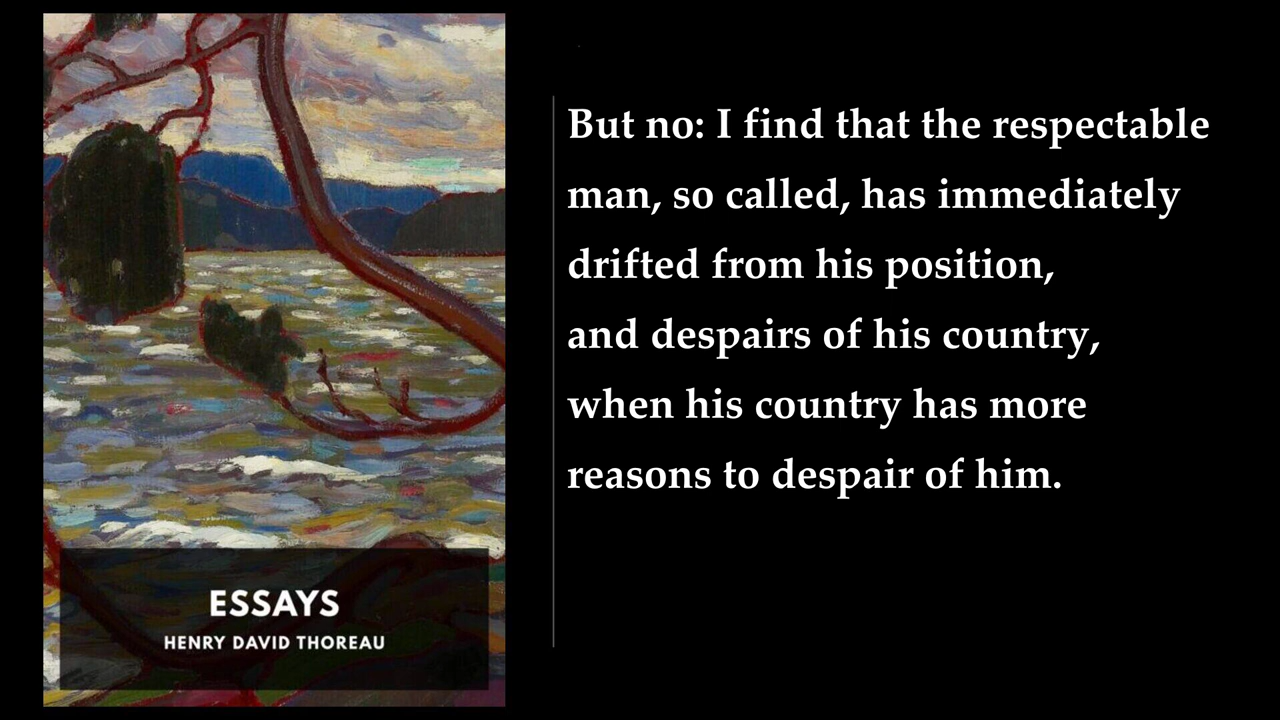 ESSAYS
HENRY DAVID THOREAU
But no: I find that the respectable
man, so called, has immediately
drifted from his position,
and despairs of his country,
when his country has more
reasons to despair of him.